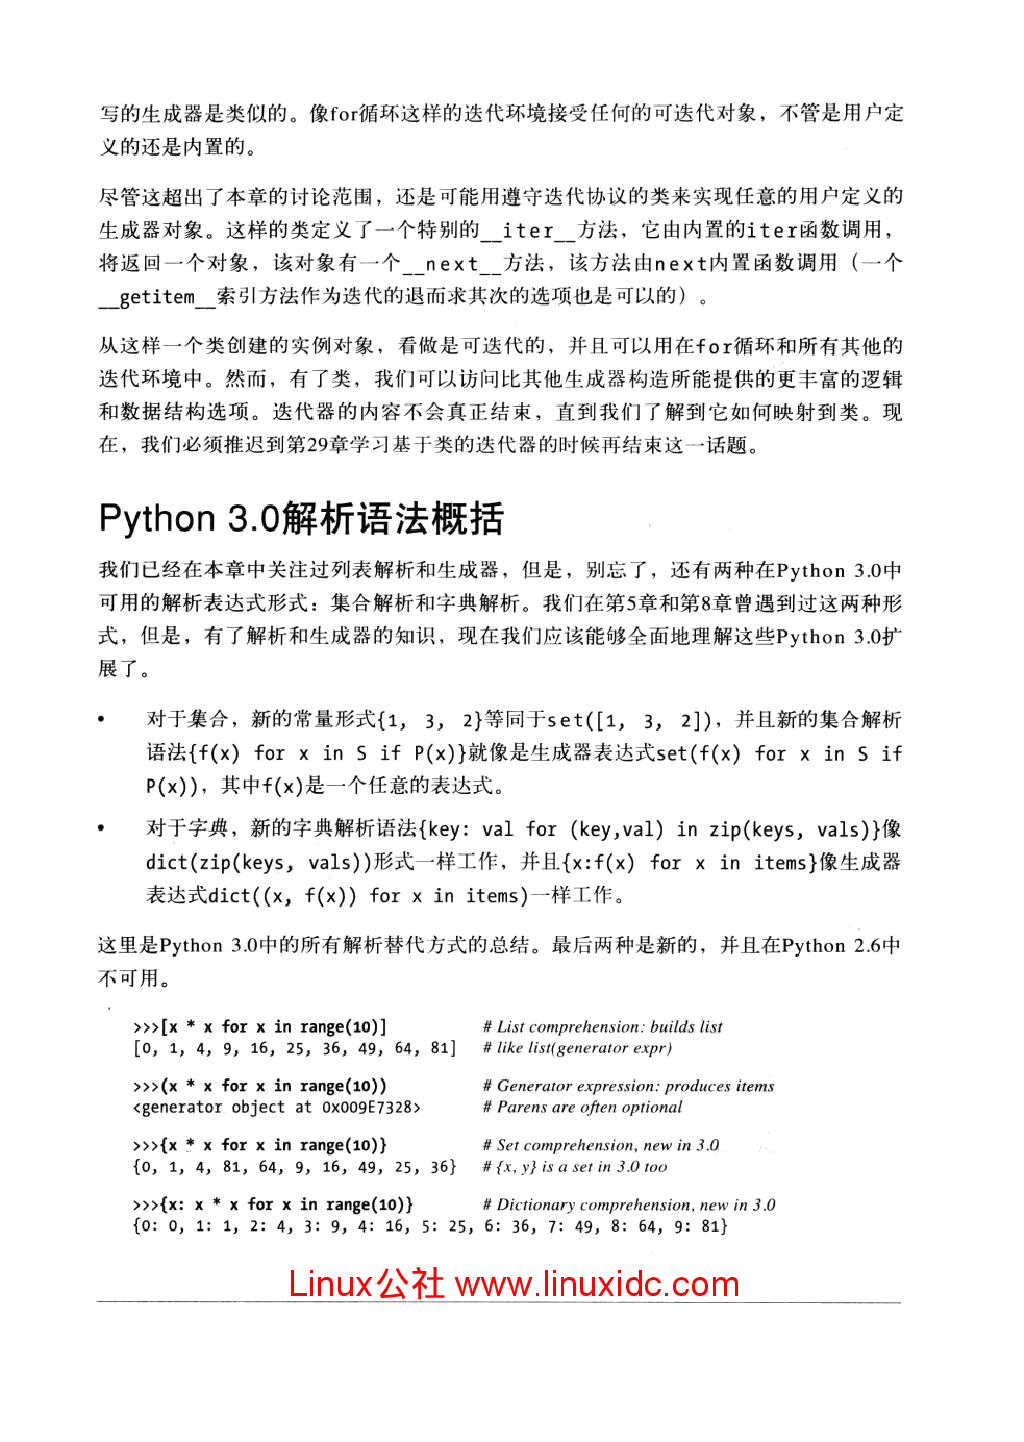 写的生成器是类似的。像for循环这样的迭代环境接受任何的可迭代对象，不管是用户定
义的还是内置的。
尽管这超出了本章的讨论范围，还是可能用遵守迭代协议的类来实现任意的用户定义的
生成器对象。这样的类定义了一个特别的__iter__方法，它由内置的iter函数调用，
将返回一个对象，该对象有一个__next__方法，该方法由next内置函数调用（一个
__getitem__索引方法作为迭代的退而求其次的选项也是可以的）。
从这样一个类创建的实例对象，看做是可迭代的，并且可以用在for循环和所有其他的
迭代环境中。然而，有了类，我们可以访问比其他生成器构造所能提供的更丰富的逻辑
和数据结构选项。迭代器的内容不会真正结束，直到我们了解到它如何映射到类。现
在，我们必须推迟到第29章学习基于类的迭代器的时候再结束这一话题。
Python 3.0解析语法概括
我们已经在本章中关注过列表解析和生成器，但是，别忘了，还有两种在Python 3.0中
可用的解析表达式形式：集合解析和字典解析。我们在第5章和第8章曾遇到过这两种形
式，但是，有了解析和生成器的知识，现在我们应该能够全面地理解这些Python 3.0扩
展了。
• 对于集合，新的常量形式{1, 3, 2}等同于set([1, 3, 2])，并且新的集合解析
语法{f(x) for x in S if P(x)}就像是生成器表达式set(f(x) for x in S if
P(x))，其中f(x)是一个任意的表达式。
• 对于字典，新的字典解析语法{key: val for (key,val) in zip(keys, vals)}像
dict(zip(keys, vals))形式一样工作，并且{x:f(x) for x in items}像生成器
表达式dict((x, f(x)) for x in items)一样工作。
这里是Python 3.0中的所有解析替代方式的总结。最后两种是新的，并且在Python 2.6中
不可用。
>>>[x * x for x in range(10)] # List comprehension: builds list
[0, 1, 4, 9, 16, 25, 36, 49, 64, 81] # like list(generator expr)
>>>(x * x for x in range(10)) # Generator expression: produces items
<generator object at 0x009E7328> # Parens are often optional
>>>{x * x for x in range(10)} # Set comprehension, new in 3.0
{0, 1, 4, 81, 64, 9, 16, 49, 25, 36} # {x, y} is a set in 3.0 too
>>>{x: x * x for x in range(10)} # Dictionary comprehension, new in 3.0
{0: 0, 1: 1, 2: 4, 3: 9, 4: 16, 5: 25, 6: 36, 7: 49, 8: 64, 9: 81}
Linux公社 www.linuxidc.com